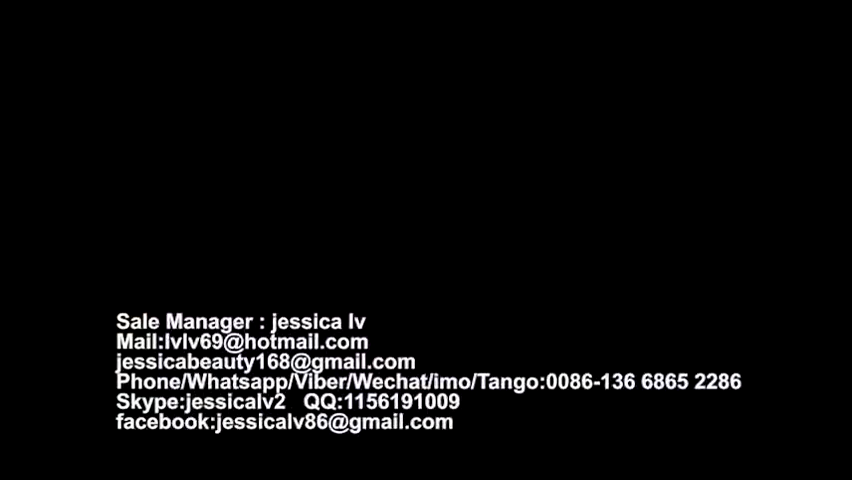 Sale Manager : jessica lv
Mail:lvlv69@hotmail.com
jessicabeauty168@gmail.com
Phone/Whatsapp/Viber/Wechat/imo/Tango:0086-136 6865 2286
Skype:jessicalv2   QQ:1156191009
facebook:jessicalv86@gmail.com